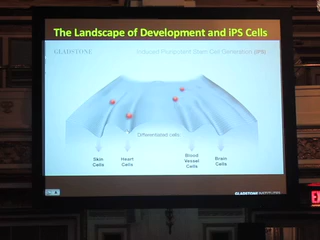 The Landscape of Development and iPS Cells
GLADSTONE
Induced Pluripotent Stem Cell Generation (iPS)
Differentiated cells
Skin
Cells
Heart
Cells
Blood
Vessel
Cells
Brain
Cells
GLADSTONE INSTITUTES